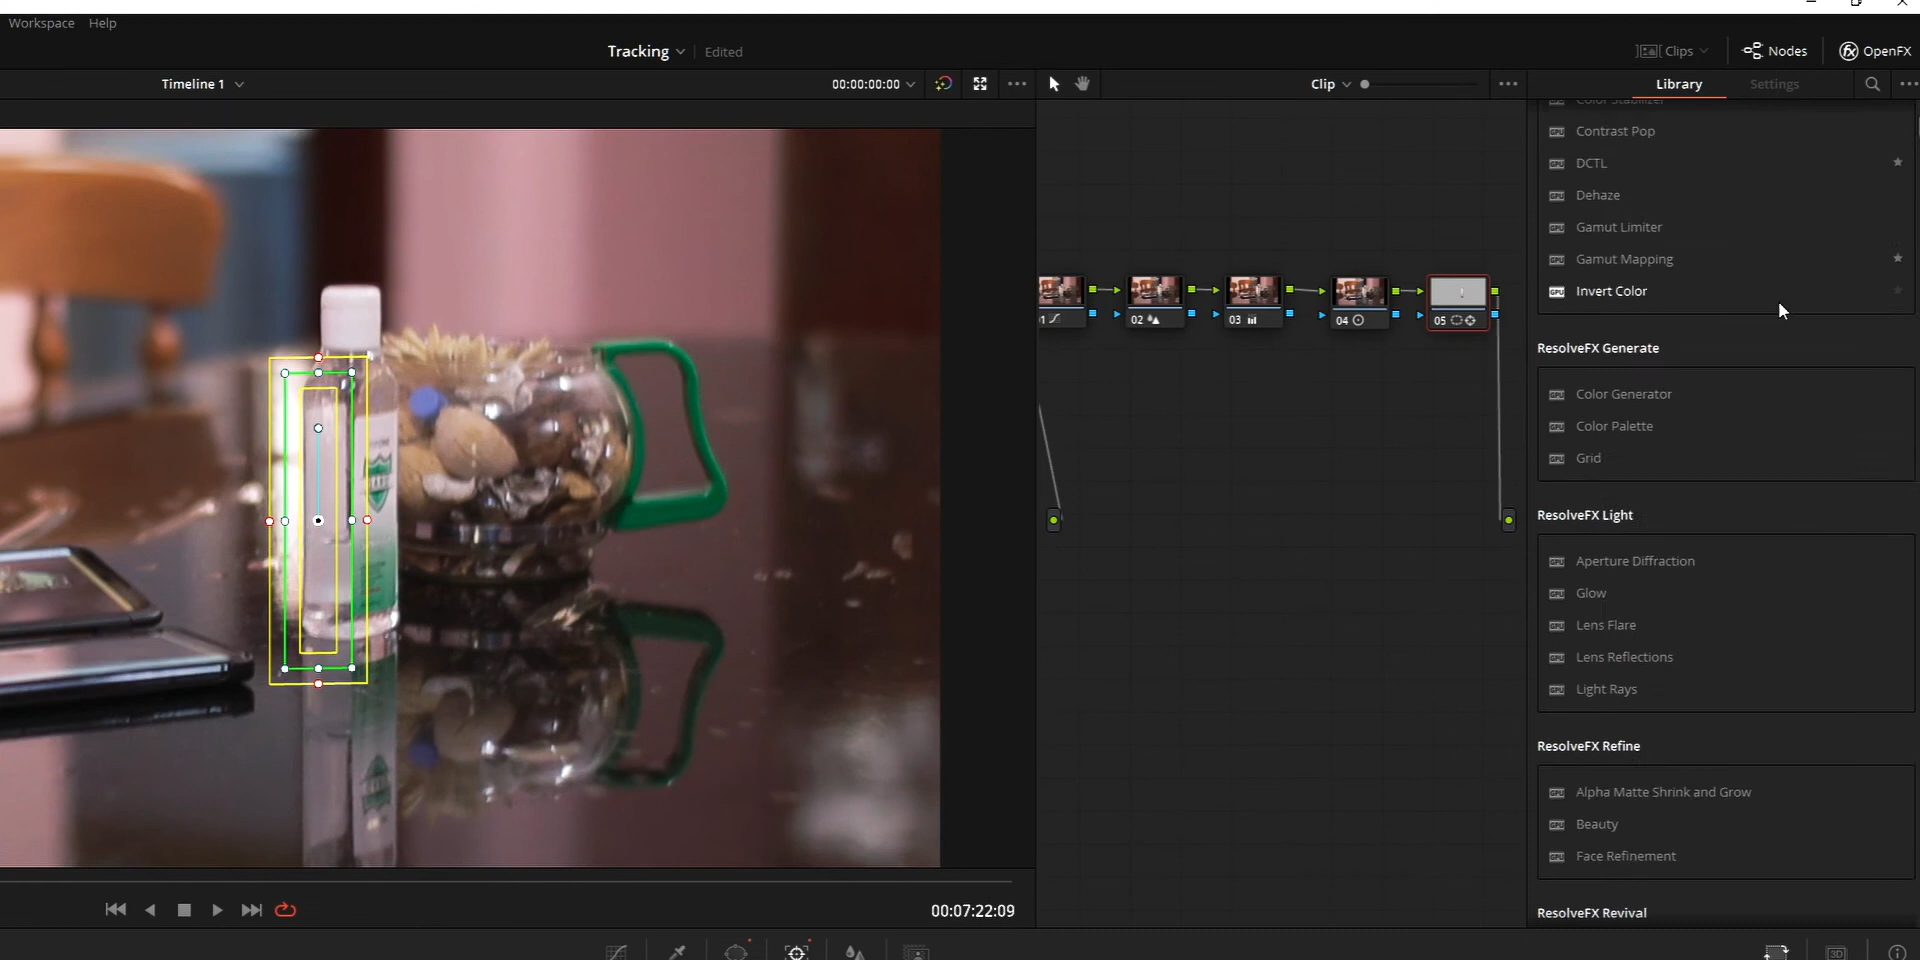 Workspace Help
Tracking Edited
Clips Nodes OpenFX
Timeline 1 00:00:00:00 Clip Library Settings
Color Stabilizer
Contrast Pop
DCTL
Dehaze
Gamut Limiter
Gamut Mapping
Invert Color
02 03 04 05
ResolveFX Generate
Color Generator
Color Palette
Grid
ResolveFX Light
Aperture Diffraction
Glow
Lens Flare
Lens Reflections
Light Rays
ResolveFX Refine
Alpha Matte Shrink and Grow
Beauty
Face Refinement
ResolveFX Revival
00:07:22:09
3D